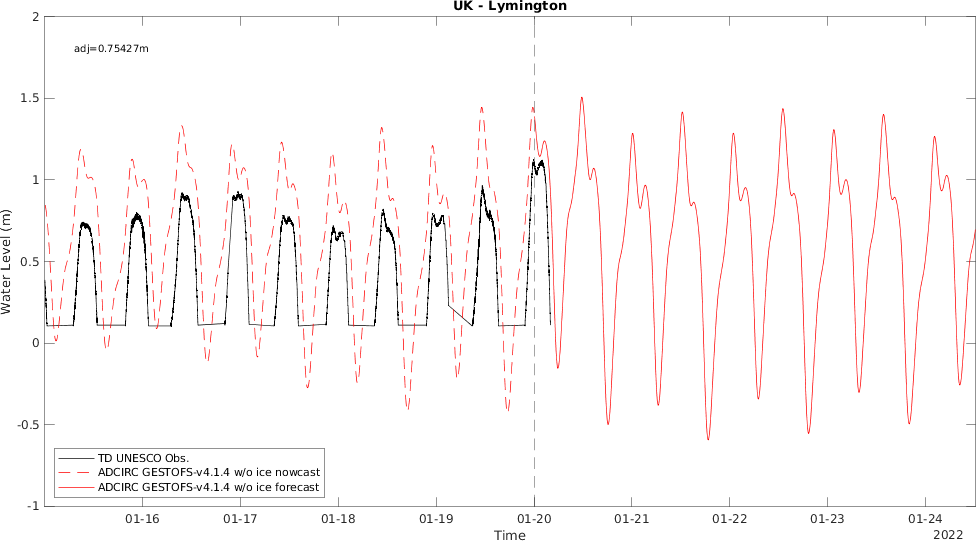 UK - Lymington
2
adj=0.75427m
1.5
1
0.5
0
-0.5
-1
Water Level (m)
TD UNESCO Obs.
ADCIRC GESTOFS-v4.1.4 w/o ice nowcast
ADCIRC GESTOFS-v4.1.4 w/o ice forecast
01-16 01-17 01-18 01-19 01-20 01-21 01-22 01-23 01-24
Time
2022